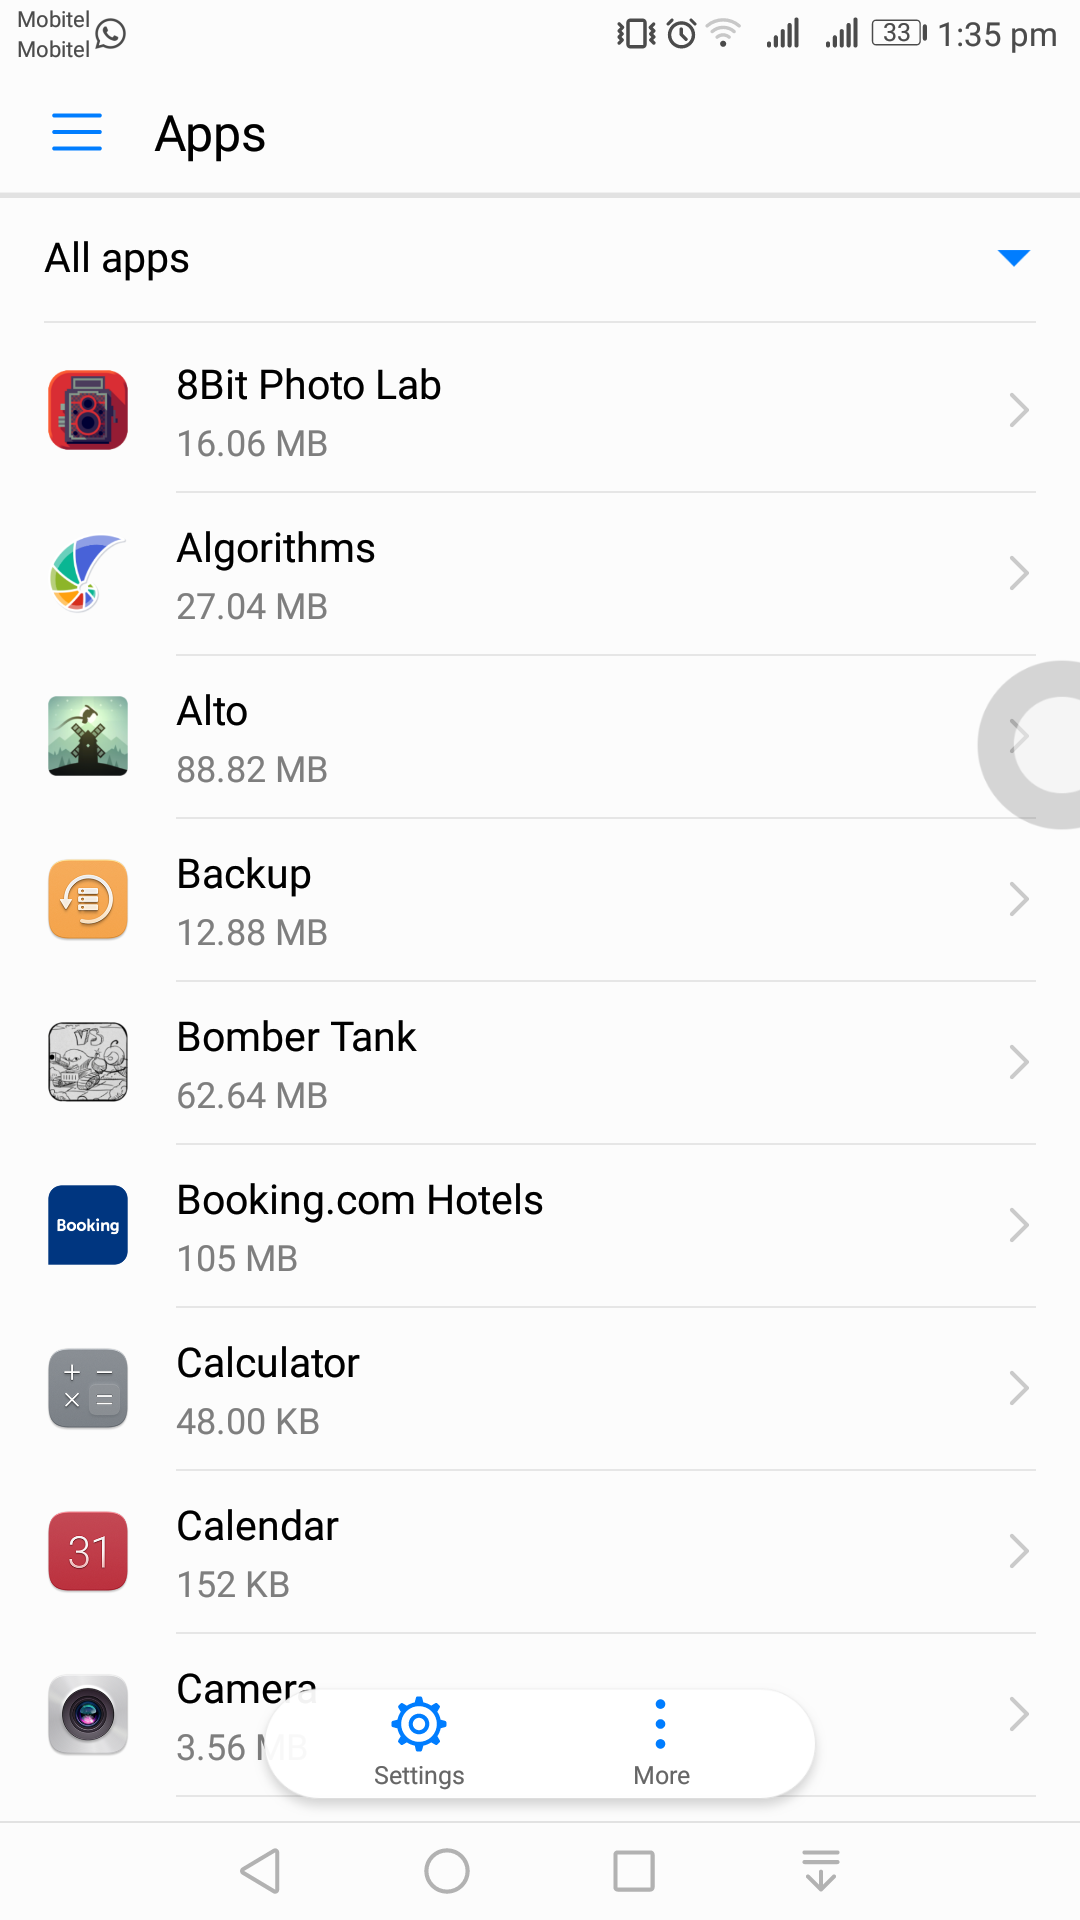 Mobitel
Mobitel
33 1:35 pm
Apps
All apps
8Bit Photo Lab
16.06 MB
Algorithms
27.04 MB
Alto
88.82 MB
Backup
12.88 MB
VS
Bomber Tank
62.64 MB
Booking
Booking.com Hotels
105 MB
+ −
× =
Calculator
48.00 KB
31
Calendar
152 KB
Camera
3.56 MB
Settings
More